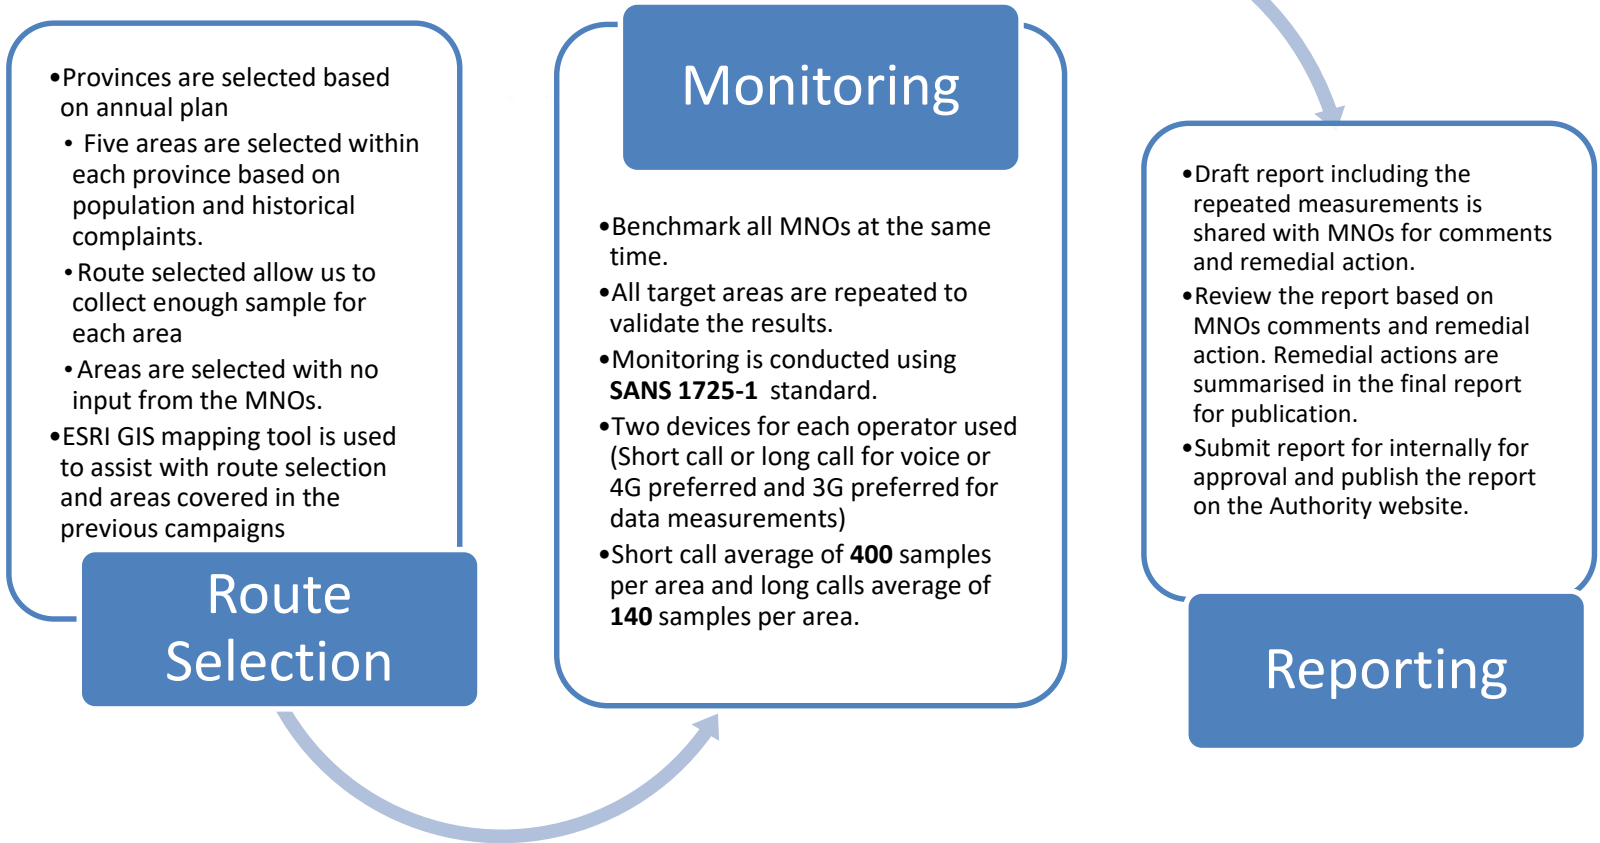 •Provinces are selected based
on annual plan
• Five areas are selected within
each province based on
population and historical
complaints.
•Route selected allow us to
collect enough sample for
each area
•Areas are selected with no
input from the MNOs.
•ESRI GIS mapping tool is used
to assist with route selection
and areas covered in the
previous campaigns
Route
Selection
Monitoring
•Benchmark all MNOs at the same
time.
•All target areas are repeated to
validate the results.
•Monitoring is conducted using
SANS 1725-1 standard.
•Two devices for each operator used
(Short call or long call for voice or
4G preferred and 3G preferred for
data measurements)
•Short call average of 400 samples
per area and long calls average of
140 samples per area.
•Draft report including the
repeated measurements is
shared with MNOs for comments
and remedial action.
•Review the report based on
MNOs comments and remedial
action. Remedial actions are
summarised in the final report
for publication.
•Submit report for internally for
approval and publish the report
on the Authority website.
Reporting